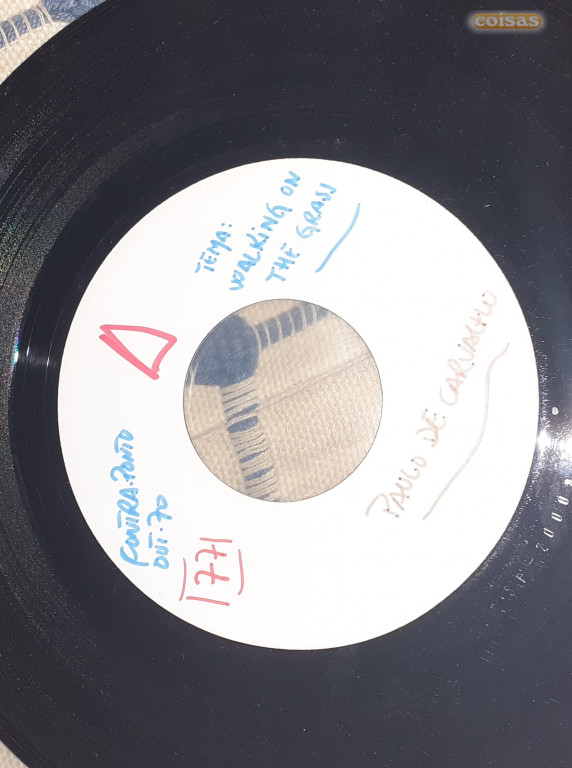 coisas
TEMA:
WALKING ON
THE GRASS
PAULO DE CARVALHO
CONTRA-PONTO
OUT-70
1771